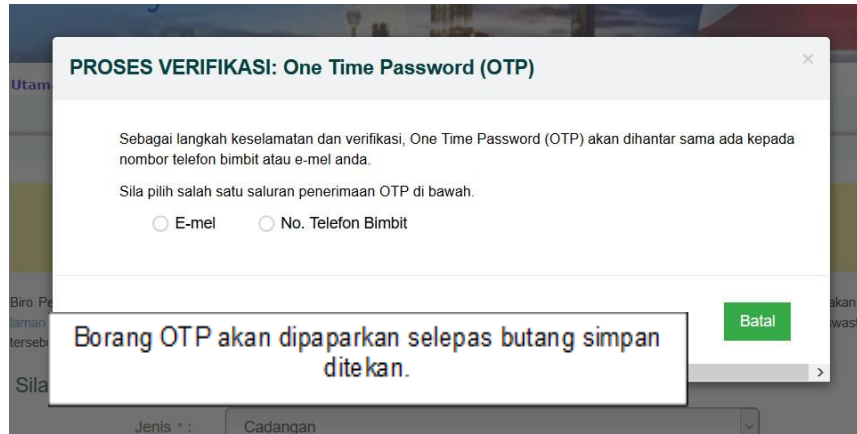 PROSES VERIFIKASI: One Time Password (OTP)
×
Utam
Sebagai langkah keselamatan dan verifikasi, One Time Password (OTP) akan dihantar sama ada kepada
nombor telefon bimbit atau e-mel anda.
Sila pilih salah satu saluran penerimaan OTP di bawah.
E-mel No. Telefon Bimbit
Biro Pe akan
laman swast
terseb
Batal
Borang OTP akan dipaparkan selepas butang simpan
ditekan.
Sila
Jenis * : Cadangan